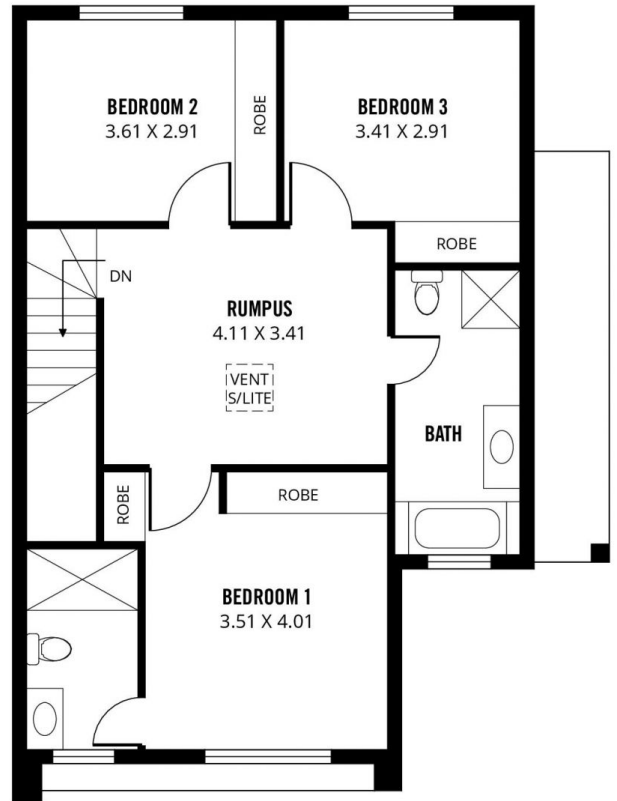 BEDROOM 2
3.61 X 2.91
ROBE
BEDROOM 3
3.41 X 2.91
ROBE
DN
RUMPUS
4.11 X 3.41
VENT
S/LITE
BATH
ROBE
ROBE
BEDROOM 1
3.51 X 4.01